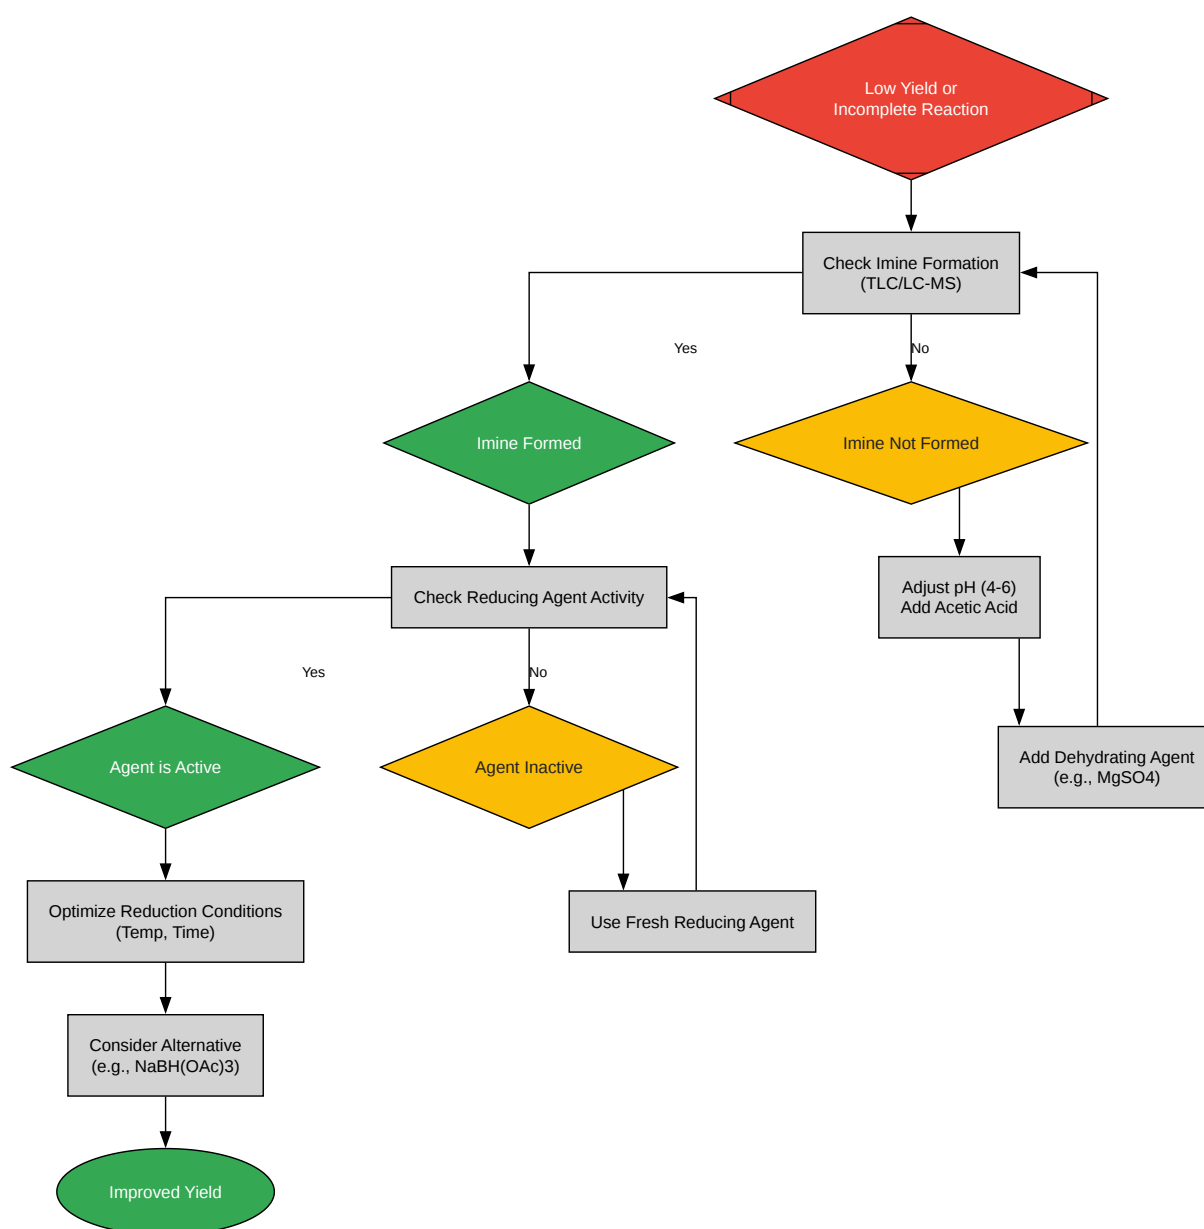 Low Yield or
Incomplete Reaction
Check Imine Formation
(TLC/LC-MS)
Yes
No
Imine Formed
Imine Not Formed
Adjust pH (4-6)
Add Acetic Acid
Check Reducing Agent Activity
Yes
No
Add Dehydrating Agent
(e.g., MgSO4)
Agent is Active
Agent Inactive
Optimize Reduction Conditions
(Temp, Time)
Use Fresh Reducing Agent
Consider Alternative
(e.g., NaBH(OAc)3)
Improved Yield